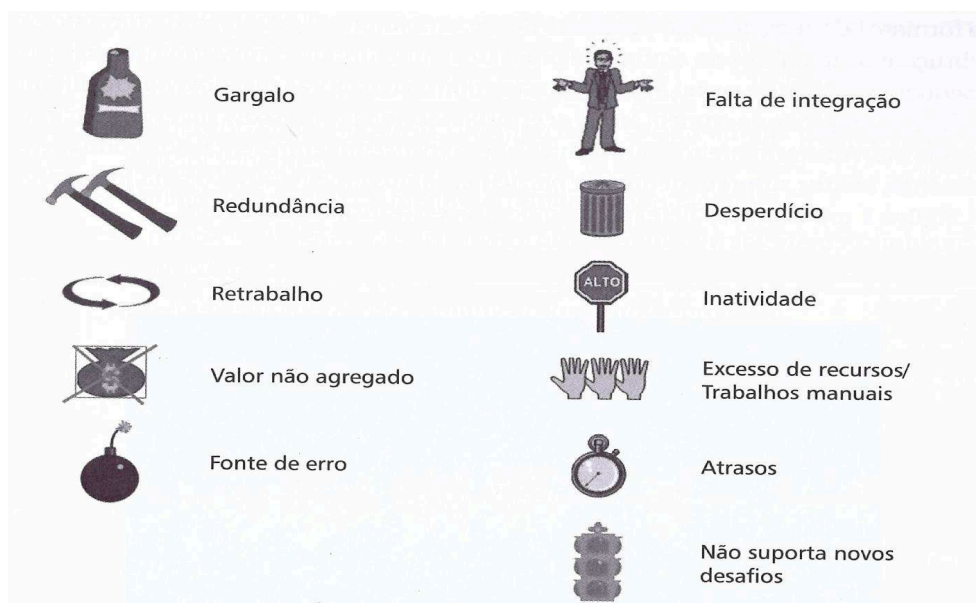 Gargalo
Falta de integração
Redundância
Desperdício
Retrabalho
ALTO
Inatividade
Valor não agregado
Excesso de recursos/
Trabalhos manuais
Fonte de erro
Atrasos
Não suporta novos
desafios